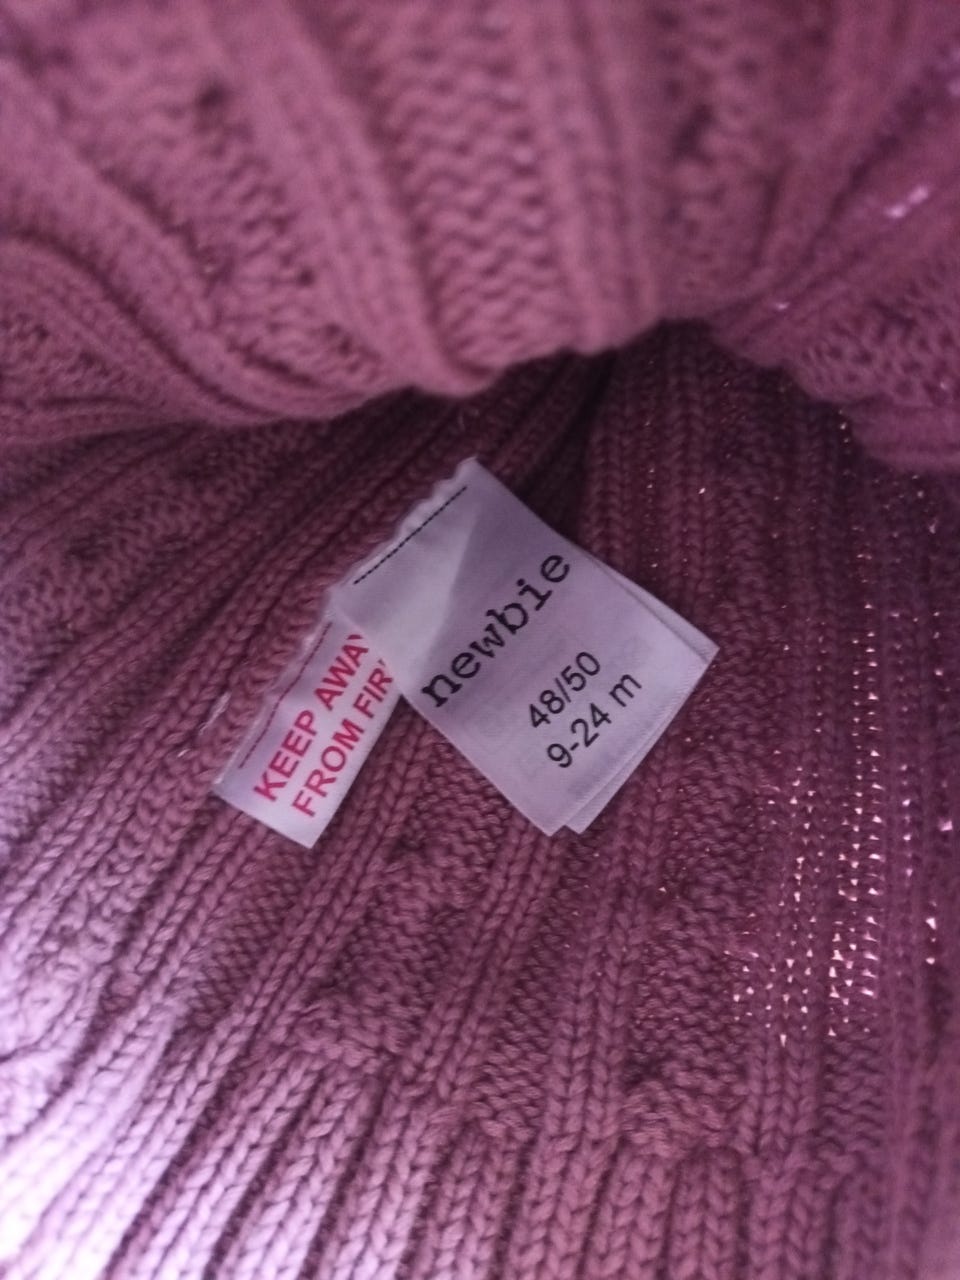 newbie
48/50
9-24 m
KEEP AWAY
FROM